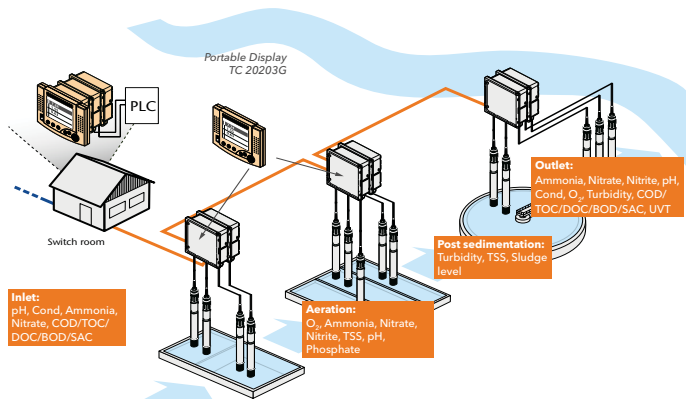 Portable Display
TC 20203G
PLC
Switch room
Inlet:
pH, Cond, Ammonia,
Nitrate, COD/TOC/
DOC/BOD/SAC
Aeration:
O2, Ammonia, Nitrate,
Nitrite, TSS, pH,
Phosphate
Post sedimentation:
Turbidity, TSS, Sludge
level
Outlet:
Ammonia, Nitrate, Nitrite, pH,
Cond, O2, Turbidity, COD/
TOC/DOC/BOD/SAC, UVT